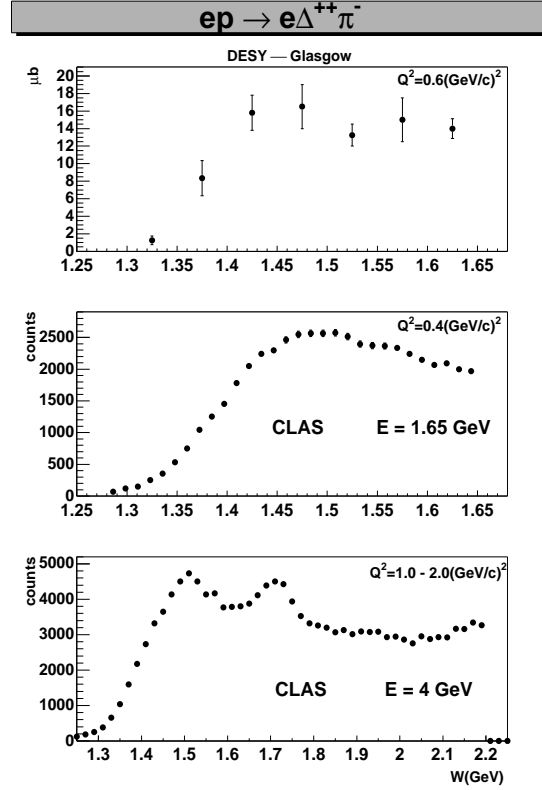 ep → eΔ⁺⁺π⁻
DESY — Glasgow
μb
Q²=0.6(GeV/c)²
20
18
16
14
12
10
8
6
4
2
0
1.25 1.3 1.35 1.4 1.45 1.5 1.55 1.6 1.65
counts
Q²=0.4(GeV/c)²
2500
2000
1500
1000
500
0
CLAS E = 1.65 GeV
1.25 1.3 1.35 1.4 1.45 1.5 1.55 1.6 1.65
counts
Q²=1.0 - 2.0(GeV/c)²
5000
4000
3000
2000
1000
0
CLAS E = 4 GeV
1.3 1.4 1.5 1.6 1.7 1.8 1.9 2 2.1 2.2
W(GeV)